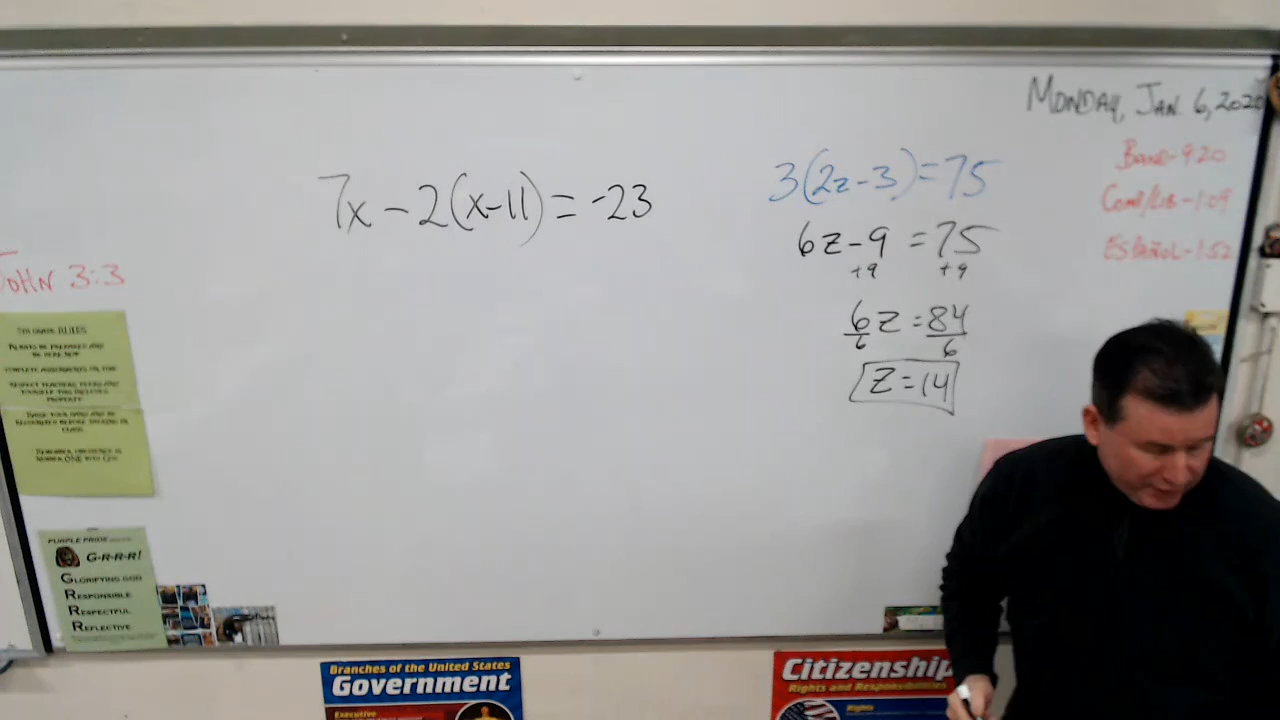 MONDAY, JAN. 6, 2020
BAND-9:20
COMP/LIB-1:09
ESPAÑOL-1:52
7x-2(x-11)=-23
3(2z-3)=75
6z-9=75
+9 +9
6z=84
6 6
z=14
JOHN 3:3
RULES
PURPLE PRIDE
G-R-R-R!
GLORIFYING GOD
RESPONSIBLE
RESPECTFUL
REFLECTIVE
Branches of the United States
Government
Executive
Citizenship
Rights and Responsibilities
Rights